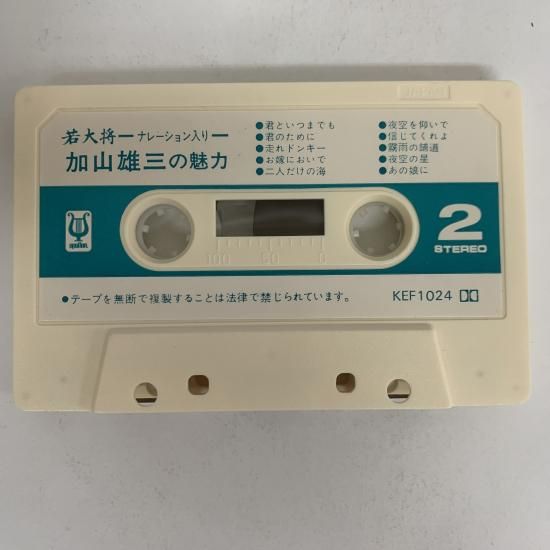 JAPAN
若大将ーナレーション入りー
加山雄三の魅力
●君といつまでも
●君のために
●走れドンキー
●お嫁においで
●二人だけの海
●夜空を仰いで
●信じてくれよ
●霧雨の舗道
●夜空の星
●あの娘に
apollon
100 50 0
2
STEREO
●テープを無断で複製することは法律で禁じられています。
KEF1024